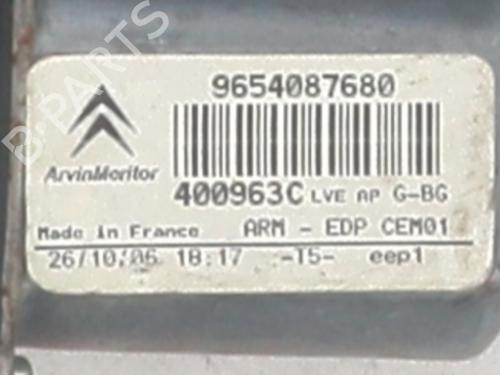 9654087680
ArvinMeritor
400963C LVE AP G-BG
Made in France ARM - EDP CEM01
26/10/06 18:17 -T5- eep1
B-PARTS